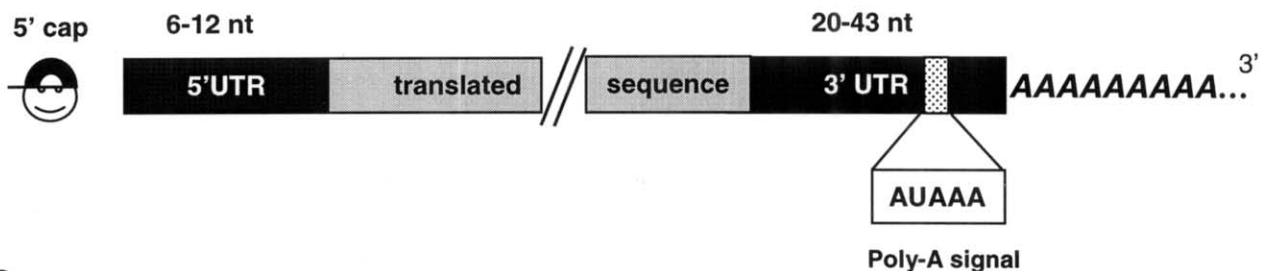 5' cap
6-12 nt
20-43 nt
5'UTR
translated
sequence
3' UTR
AAAAAAAAA...
3'
AUAAA
Poly-A signal